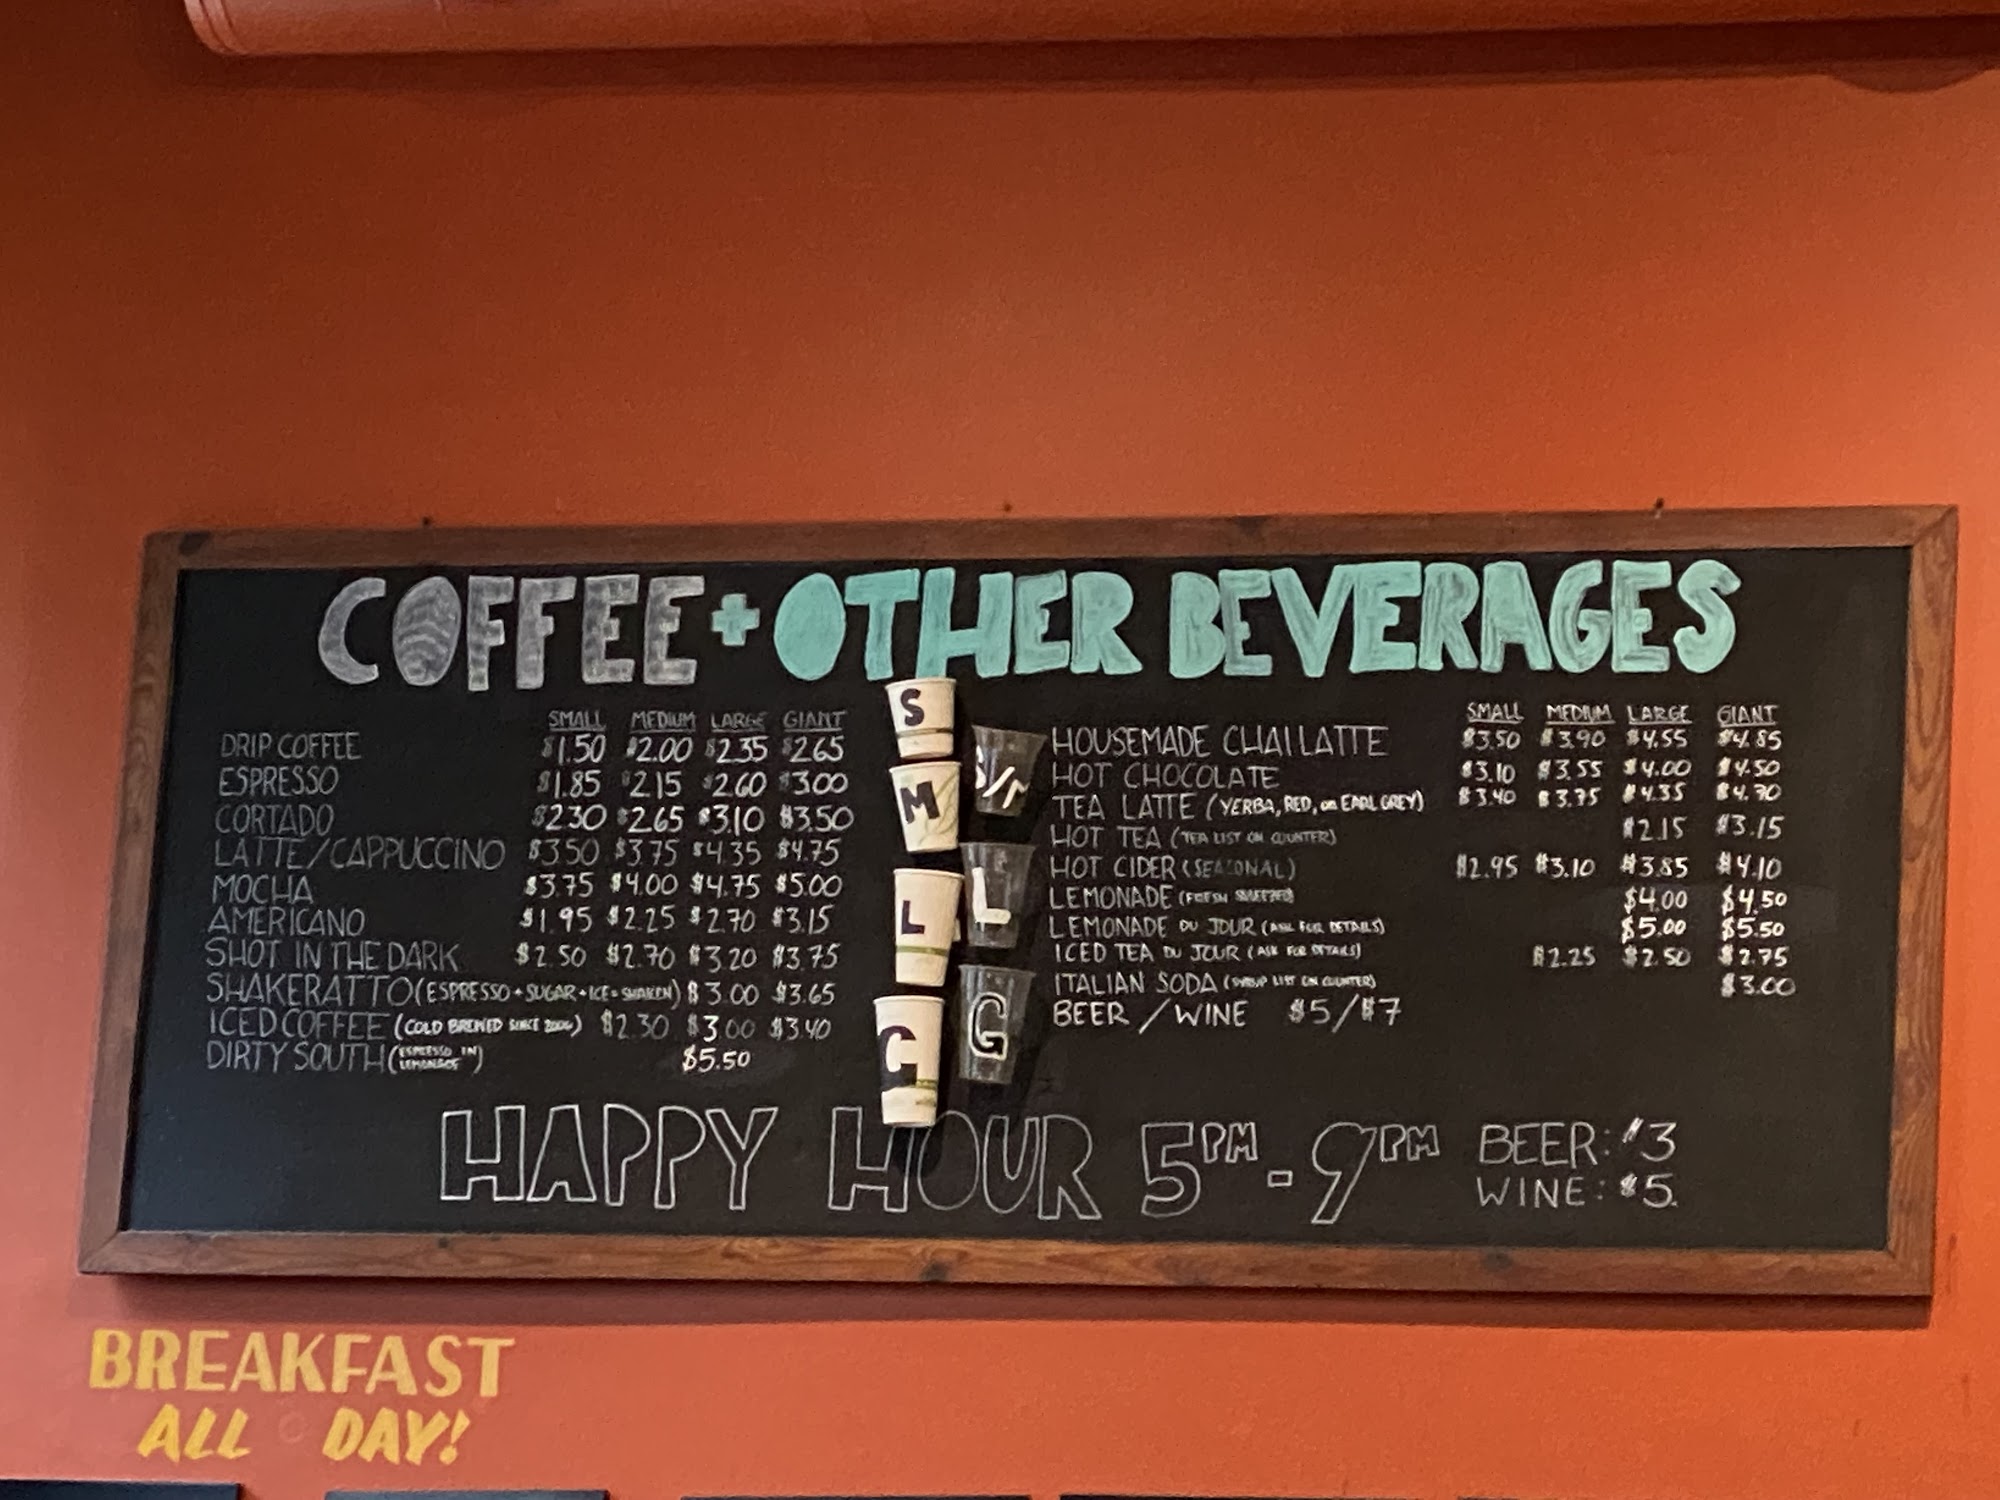 COFFEE + OTHER BEVERAGES
SMALL MEDIUM LARGE GIANT
DRIP COFFEE $1.50 $2.00 $2.35 $2.65
ESPRESSO $1.85 $2.15 $2.60 $3.00
CORTADO $2.30 $2.65 $3.10 $3.50
LATTE/CAPPUCCINO $3.50 $3.75 $4.35 $4.75
MOCHA $3.75 $4.00 $4.75 $5.00
AMERICANO $1.95 $2.25 $2.70 $3.15
SHOT IN THE DARK $2.50 $2.70 $3.20 $3.75
SHAKERATTO (ESPRESSO + SUGAR + ICE = SHAKEN) $3.00 $3.65
ICED COFFEE (COLD BREWED SINCE 2006) $2.30 $3.00 $3.40
DIRTY SOUTH (ESPRESSO IN LEMONADE) $5.50
S
M
L
G
S/M
L
G
SMALL MEDIUM LARGE GIANT
HOUSEMADE CHAI LATTE $3.50 $3.90 $4.55 $4.85
HOT CHOCOLATE $3.10 $3.55 $4.00 $4.50
TEA LATTE (YERBA, RED, OR EARL GREY) $3.40 $3.75 $4.35 $4.70
HOT TEA (TEA LIST ON COUNTER) $2.15 $3.15
HOT CIDER (SEASONAL) $2.95 $3.10 $3.85 $4.10
LEMONADE (FRESH SQUEEZED) $4.00 $4.50
LEMONADE DU JOUR (ASK FOR DETAILS) $5.00 $5.50
ICED TEA DU JOUR (ASK FOR DETAILS) $2.25 $2.50 $2.75
ITALIAN SODA (SYRUP LIST ON COUNTER) $3.00
BEER / WINE $5/$7
HAPPY HOUR 5PM - 9PM
BEER: $3
WINE: $5.
BREAKFAST
ALL DAY!